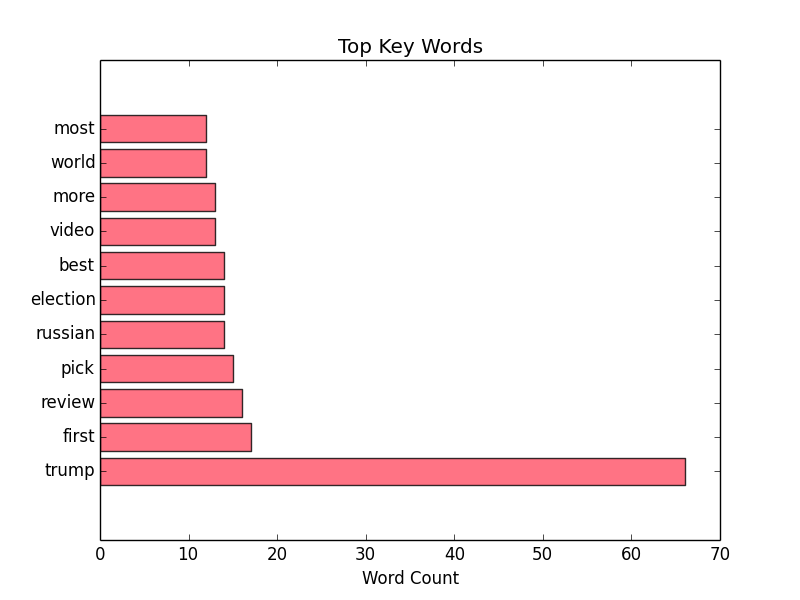 Top Key Words
most
world
more
video
best
election
russian
pick
review
first
trump
0 10 20 30 40 50 60 70
Word Count